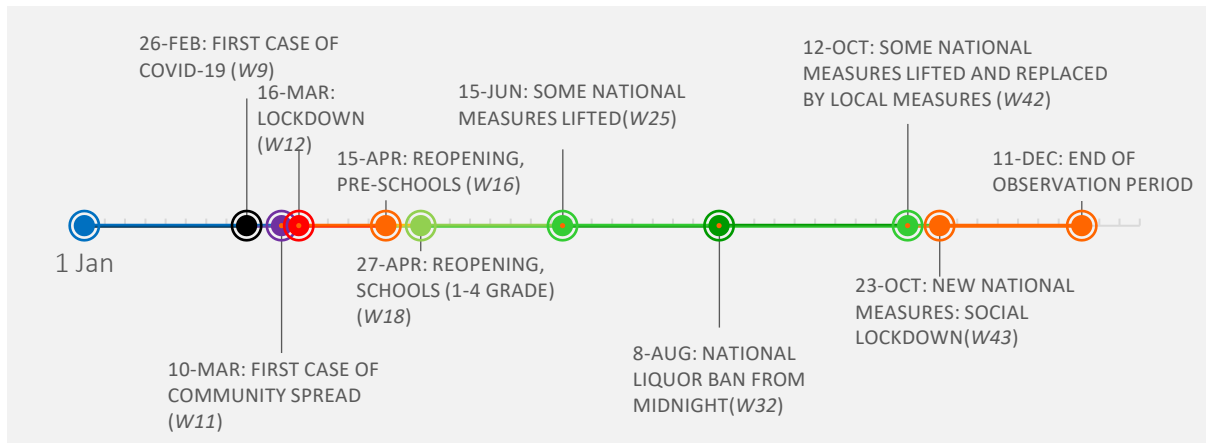 26-FEB: FIRST CASE OF
COVID-19 (W9)
16-MAR:
LOCKDOWN
(W12)
15-APR: REOPENING,
PRE-SCHOOLS (W16)
15-JUN: SOME NATIONAL
MEASURES LIFTED(W25)
12-OCT: SOME NATIONAL
MEASURES LIFTED AND REPLACED
BY LOCAL MEASURES (W42)
11-DEC: END OF
OBSERVATION PERIOD
1 Jan
10-MAR: FIRST CASE OF
COMMUNITY SPREAD
(W11)
27-APR: REOPENING,
SCHOOLS (1-4 GRADE)
(W18)
8-AUG: NATIONAL
LIQUOR BAN FROM
MIDNIGHT(W32)
23-OCT: NEW NATIONAL
MEASURES: SOCIAL
LOCKDOWN(W43)